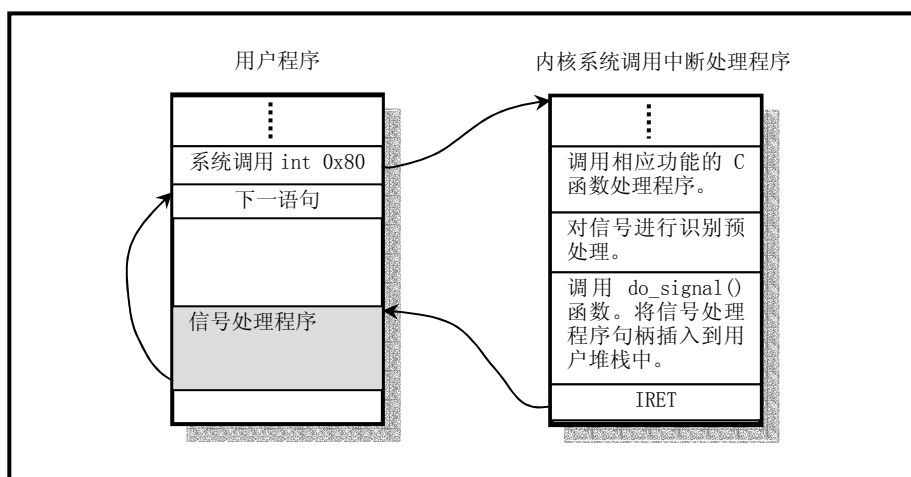 用户程序
系统调用 int 0x80
下一语句
信号处理程序
内核系统调用中断处理程序
调用相应功能的 C
函数处理程序。
对信号进行识别预
处理。
调用 do_signal()
函数。将信号处理
程序句柄插入到用
户堆栈中。
IRET